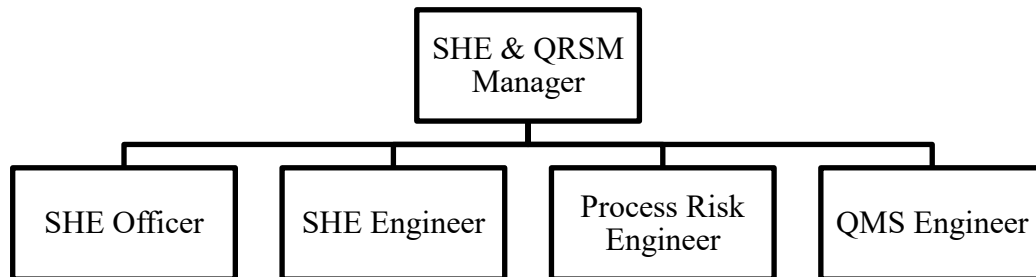 SHE & QRSM
Manager
SHE Officer
SHE Engineer
Process Risk
Engineer
QMS Engineer